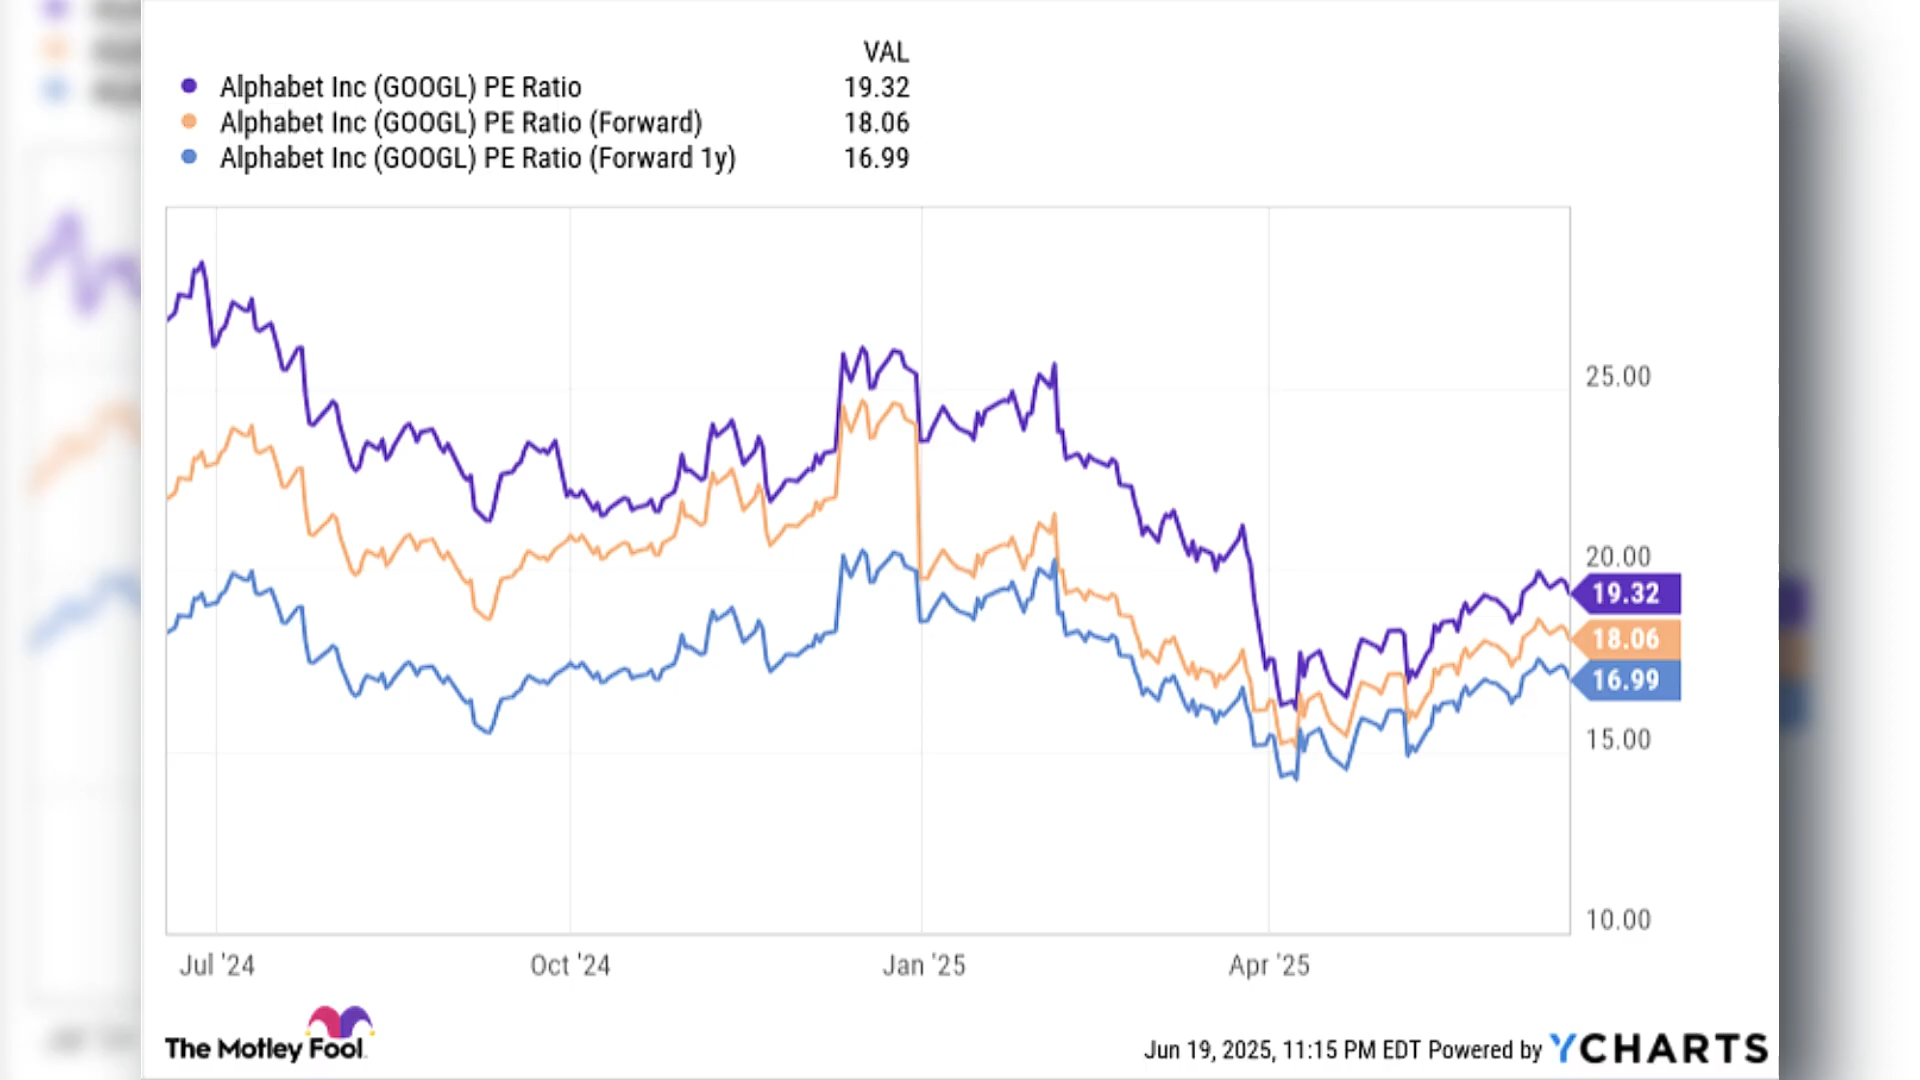 VAL
Alphabet Inc (GOOGL) PE Ratio 19.32
Alphabet Inc (GOOGL) PE Ratio (Forward) 18.06
Alphabet Inc (GOOGL) PE Ratio (Forward 1y) 16.99
25.00
20.00
19.32
18.06
16.99
15.00
10.00
Jul '24 Oct '24 Jan '25 Apr '25
The Motley Fool
Jun 19, 2025, 11:15 PM EDT Powered by YCHARTS